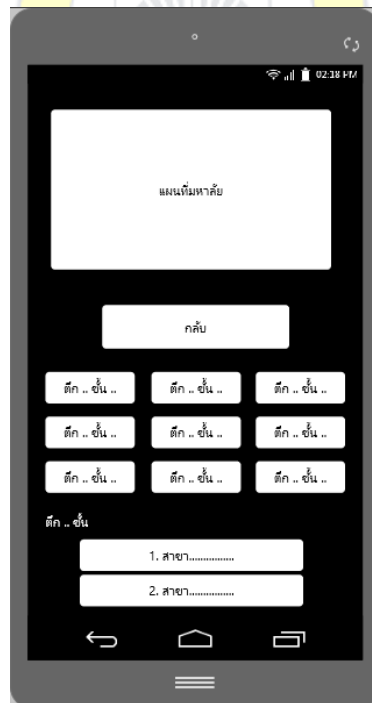 02:18 PM
แผนที่มหาลัย
กลับ
ตึก .. ชั้น .. ตึก .. ชั้น .. ตึก .. ชั้น ..
ตึก .. ชั้น .. ตึก .. ชั้น .. ตึก .. ชั้น ..
ตึก .. ชั้น .. ตึก .. ชั้น .. ตึก .. ชั้น ..
ตึก .. ชั้น
1. สาขา................
2. สาขา................